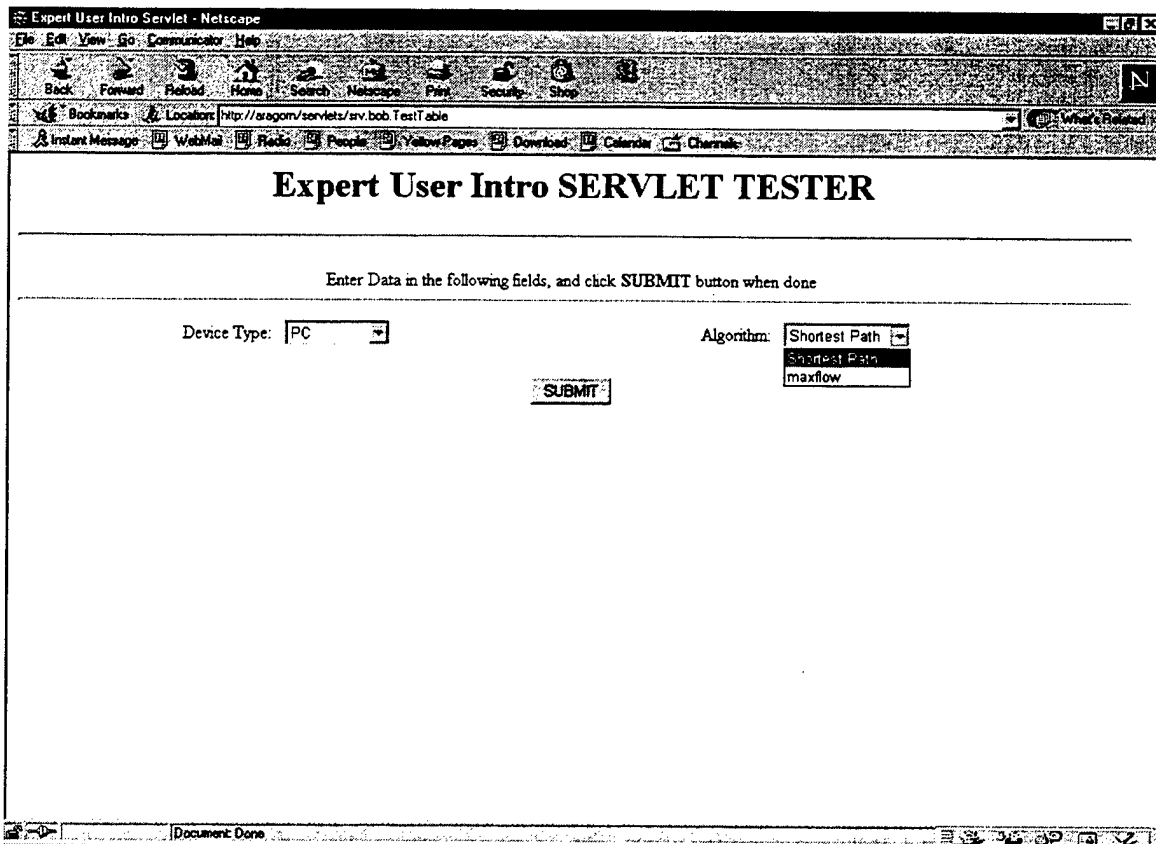 Expert User Intro Servlet - Netscape
File Edit View Go Communicator Help
Back Forward Reload Home Search Netscape Print Security Shop
Bookmarks Location: http://aragorn/servlets/srv.bob.TestTable What's Related
Instant Message WebMail Radio People Yellow Pages Download Calendar Channels
Expert User Intro SERVLET TESTER
Enter Data in the following fields, and click SUBMIT button when done
Device Type: PC Algorithm: Shortest Path
Shortest Path
maxflow
SUBMIT
Document: Done